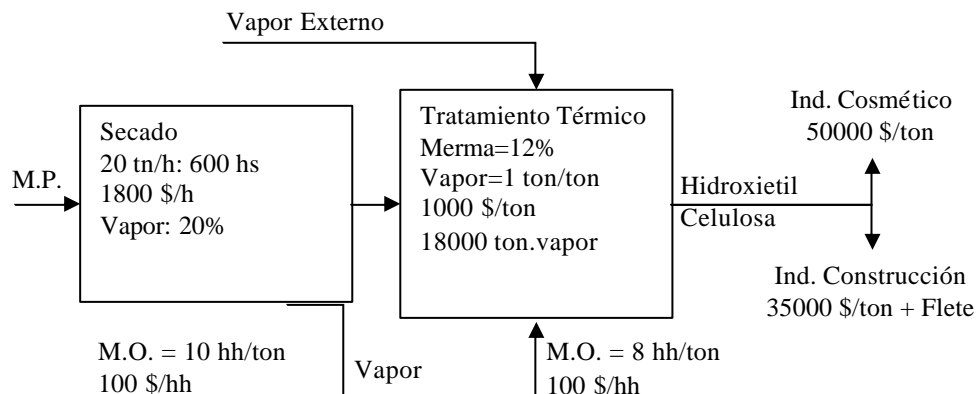 Vapor Externo
M.P.
Secado
20 tn/h: 600 hs
1800 $/h
Vapor: 20%
Tratamiento Térmico
Merma=12%
Vapor=1 ton/ton
1000 $/ton
18000 ton.vapor
Hidroxietil
Celulosa
Ind. Cosmético
50000 $/ton
Ind. Construcción
35000 $/ton + Flete
M.O. = 10 hh/ton
100 $/hh
Vapor
M.O. = 8 hh/ton
100 $/hh